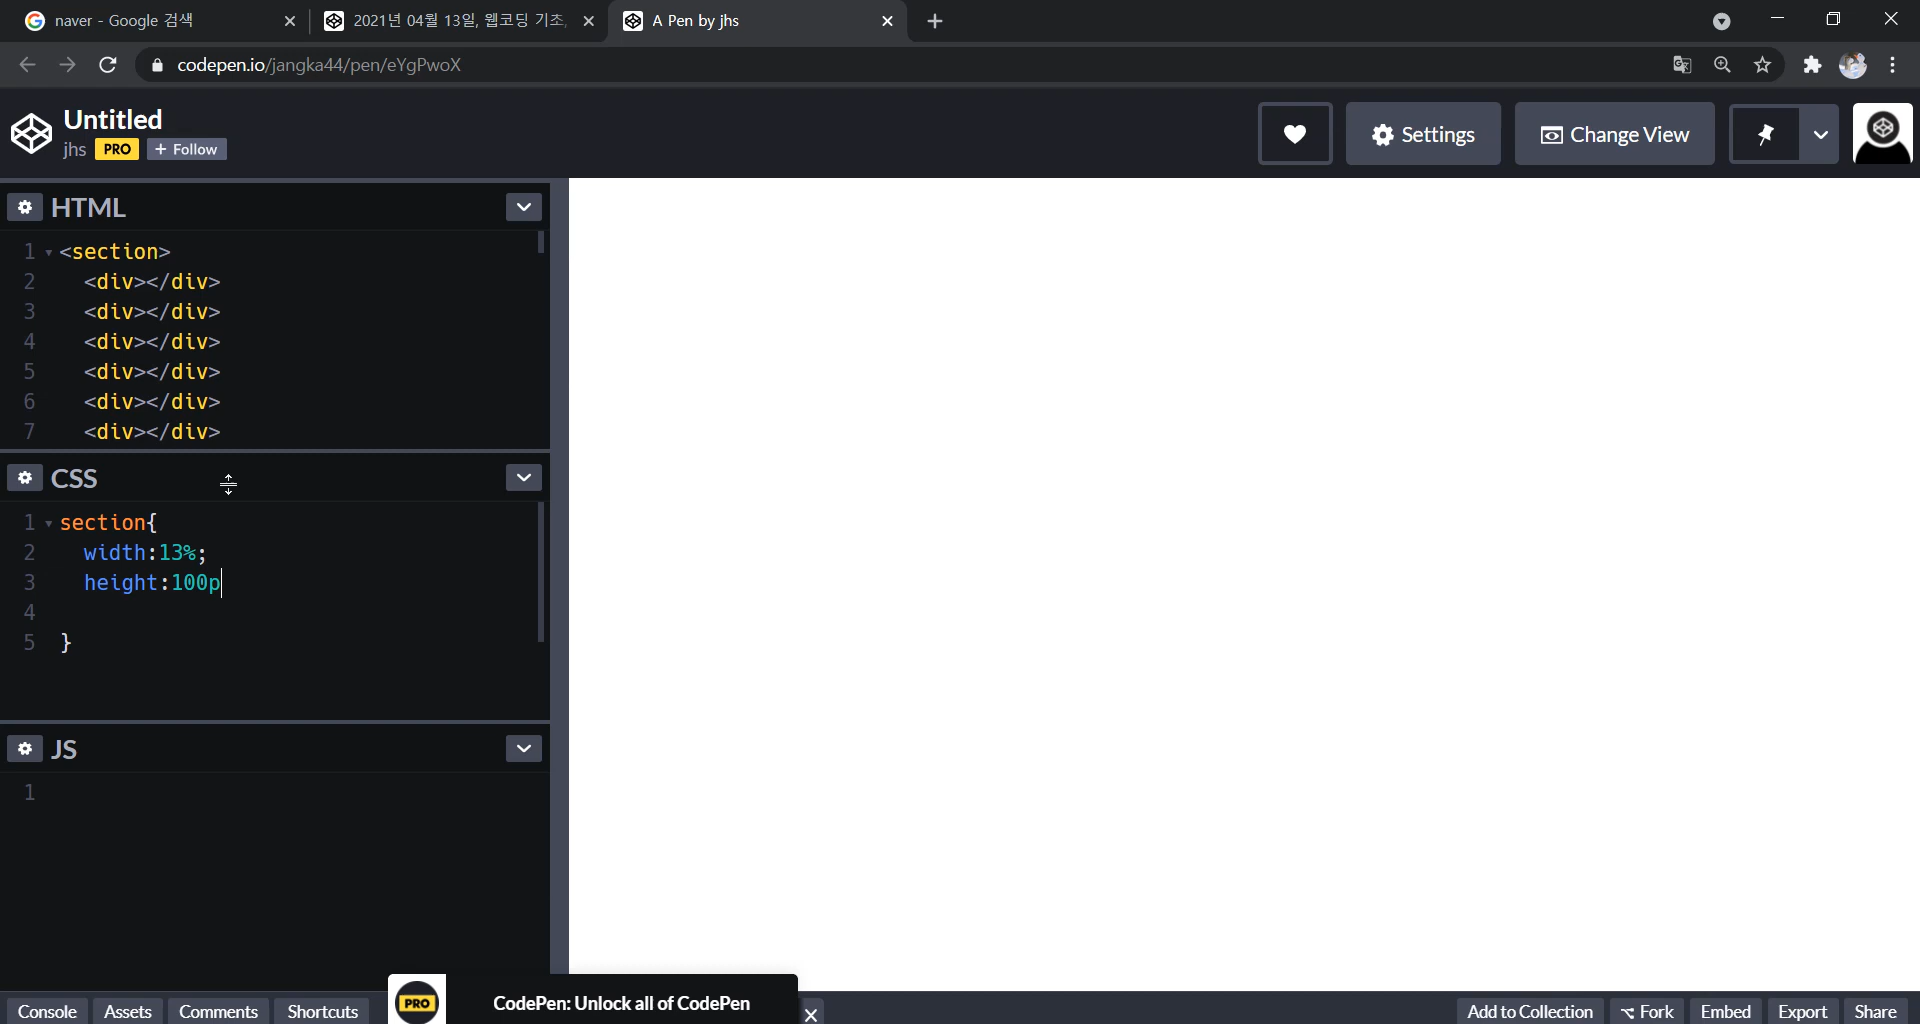 naver - Google 검색
2021년 04월 13일, 웹코딩 기초,
A Pen by jhs
codepen.io/jangka44/pen/eYgPwoX
Untitled
jhs PRO + Follow
Settings
Change View
HTML
1 <section>
2 <div></div>
3 <div></div>
4 <div></div>
5 <div></div>
6 <div></div>
7 <div></div>
CSS
1 section{
2 width:13%;
3 height:100p
4
5 }
JS
1
PRO CodePen: Unlock all of CodePen
Console Assets Comments Shortcuts
Add to Collection Fork Embed Export Share